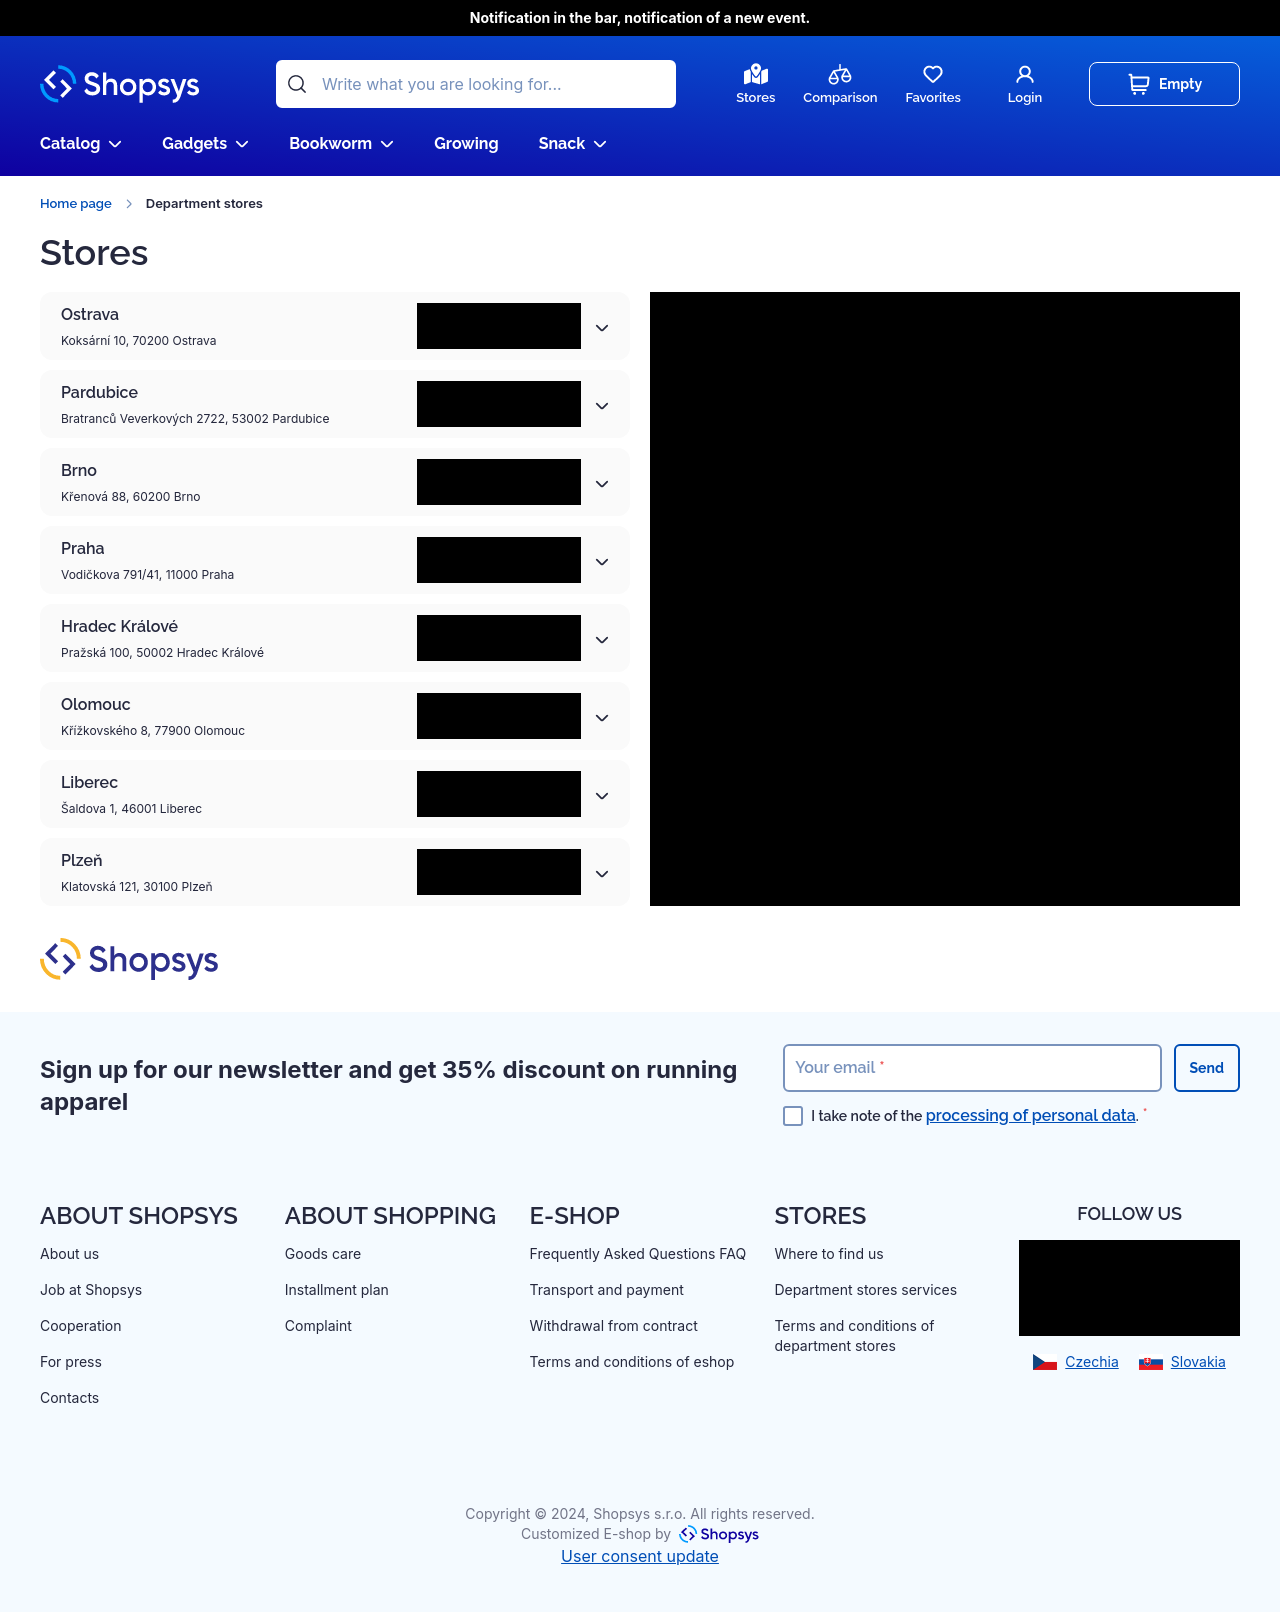 Notification in the bar, notification of a new event.
Shopsys
Write what you are looking for...
Stores
Comparison
Favorites
Login
Empty
Catalog
Gadgets
Bookworm
Growing
Snack
Home page
Department stores
Stores
Ostrava
Koksární 10, 70200 Ostrava
Pardubice
Bratranců Veverkových 2722, 53002 Pardubice
Brno
Křenová 88, 60200 Brno
Praha
Vodičkova 791/41, 11000 Praha
Hradec Králové
Pražská 100, 50002 Hradec Králové
Olomouc
Křížkovského 8, 77900 Olomouc
Liberec
Šaldova 1, 46001 Liberec
Plzeň
Klatovská 121, 30100 Plzeň
Shopsys
Sign up for our newsletter and get 35% discount on running
apparel
Your email *
Send
I take note of the processing of personal data. *
ABOUT SHOPSYS
About us
Job at Shopsys
Cooperation
For press
Contacts
ABOUT SHOPPING
Goods care
Installment plan
Complaint
E-SHOP
Frequently Asked Questions FAQ
Transport and payment
Withdrawal from contract
Terms and conditions of eshop
STORES
Where to find us
Department stores services
Terms and conditions of
department stores
FOLLOW US
Czechia
Slovakia
Copyright © 2024, Shopsys s.r.o. All rights reserved.
Customized E-shop by Shopsys
User consent update